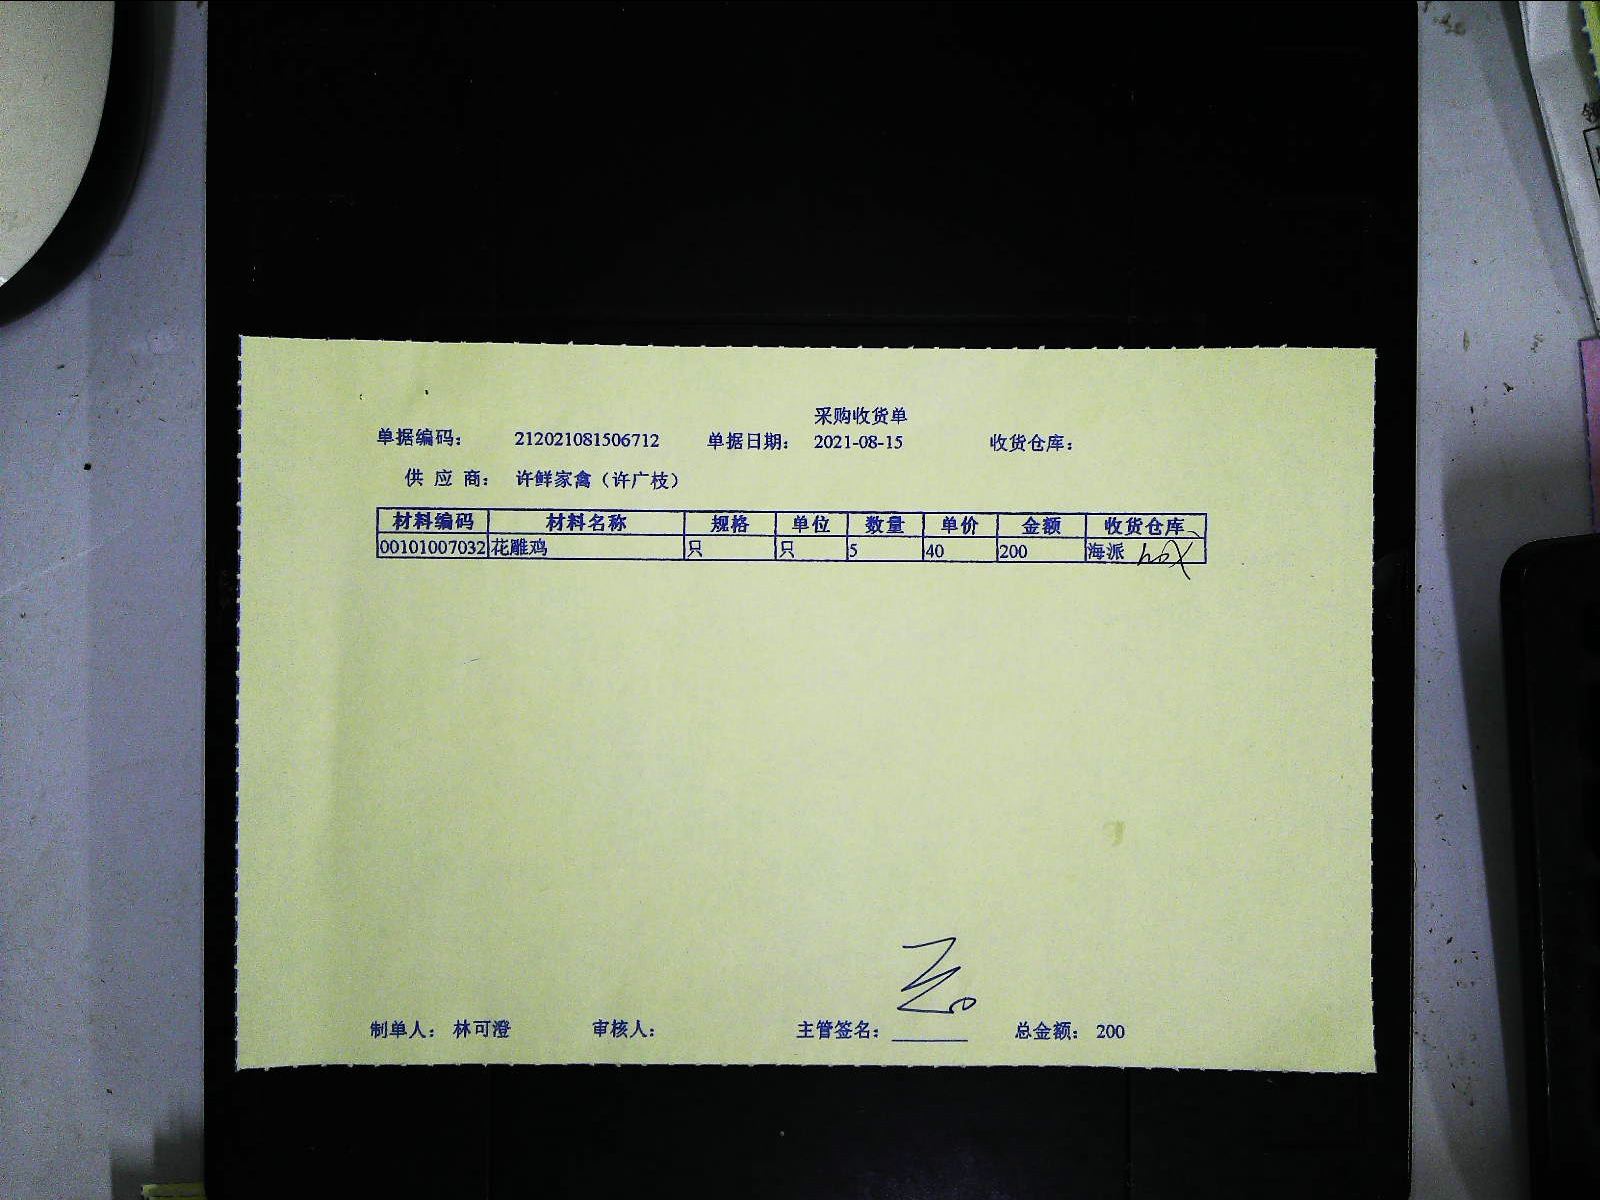 采购收货单
单据编码： 212021081506712 单据日期： 2021-08-15 收货仓库：
供 应 商： 许鲜家禽（许广枝）
材料编码 材料名称 规格 单位 数量 单价 金额 收货仓库
00101007032 花雕鸡 只 只 5 40 200 海派
制单人： 林可澄 审核人： 主管签名： 总金额： 200